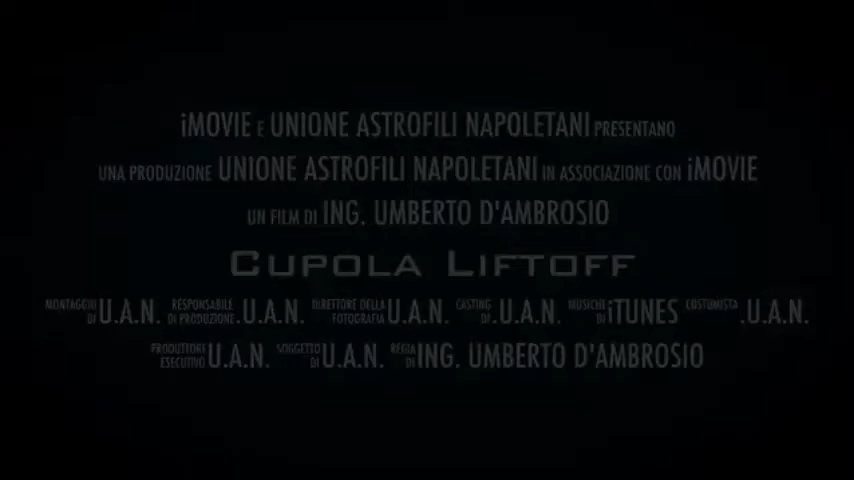 iMOVIE E UNIONE ASTROFILI NAPOLETANI PRESENTANO
UNA PRODUZIONE UNIONE ASTROFILI NAPOLETANI IN ASSOCIAZIONE CON iMOVIE
UN FILM DI ING. UMBERTO D'AMBROSIO
CUPOLA LIFTOFF
MONTAGGIO DI U.A.N. RESPONSABILE DI PRODUZIONE .U.A.N. DIRETTORE DELLA FOTOGRAFIA U.A.N. CASTING DI .U.A.N. MUSICHE DI iTUNES COSTUMISTA .U.A.N.
PRODUTTORE ESECUTIVO U.A.N. SOGGETTO DI U.A.N. REGIA DI ING. UMBERTO D'AMBROSIO